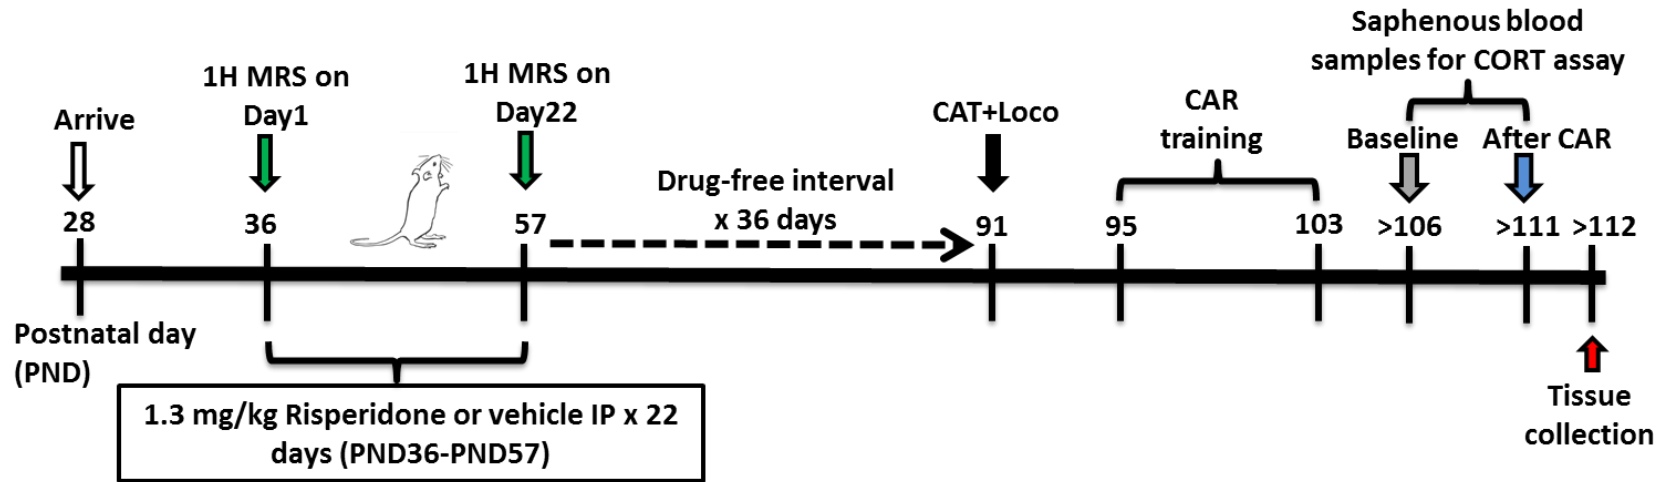 Saphenous blood
samples for CORT assay
1H MRS on
Day1
1H MRS on
Day22
Arrive
CAT+Loco
CAR
training
Baseline
After CAR
Drug-free interval
x 36 days
28
36
57
91
95
103
>106
>111
>112
Postnatal day
(PND)
1.3 mg/kg Risperidone or vehicle IP x 22
days (PND36-PND57)
Tissue
collection